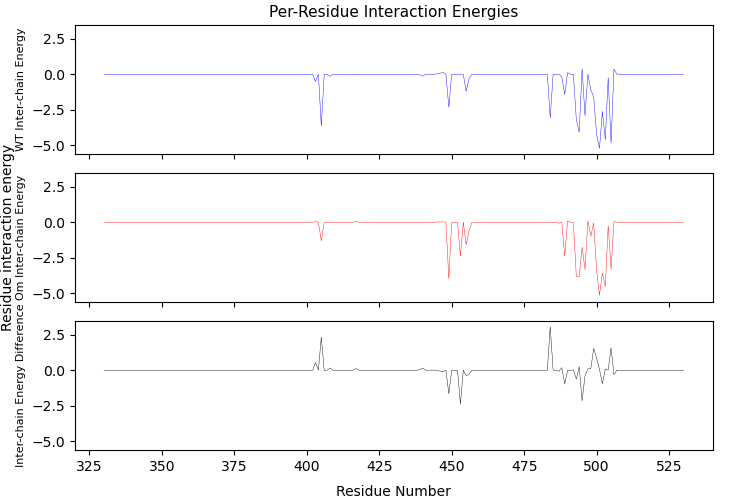 Per-Residue Interaction Energies
Residue interaction energy
WT Inter-chain Energy
2.5
0.0
−2.5
−5.0
Om Inter-chain Energy
2.5
0.0
−2.5
−5.0
Inter-chain Energy Difference
2.5
0.0
−2.5
−5.0
325 350 375 400 425 450 475 500 525
Residue Number